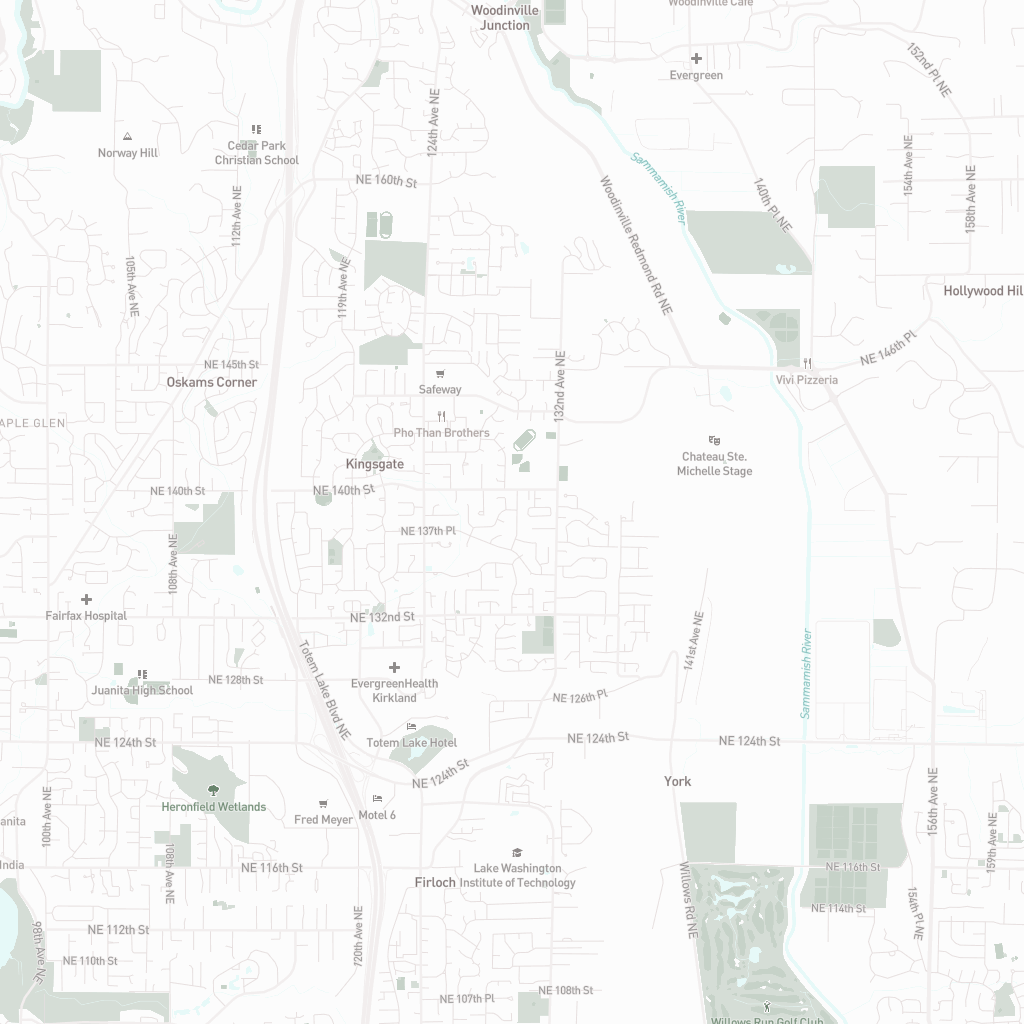 Woodinville
Junction
Woodinville Cafe
152nd Pl NE
Evergreen
124th Ave NE
Norway Hill
Cedar Park
Christian School
154th Ave NE
Sammamish River
NE 160th St
140th Pl NE
158th Ave NE
112th Ave NE
Woodinville Redmond Rd NE
105th Ave NE
119th Ave NE
Hollywood Hil
NE 146th Pl
NE 145th St
Oskams Corner
Safeway
132nd Ave NE
Vivi Pizzeria
APLE GLEN
Pho Than Brothers
Chateau Ste.
Michelle Stage
Kingsgate
NE 140th St
NE 140th St
NE 137th Pl
108th Ave NE
Fairfax Hospital
NE 132nd St
141st Ave NE
Sammamish River
Totem Lake Blvd NE
EvergreenHealth
Kirkland
NE 128th St
Juanita High School
NE 126th Pl
NE 124th St
Totem Lake Hotel
NE 124th St
NE 124th St
NE 124th St
York
Heronfield Wetlands
Fred Meyer
Motel 6
100th Ave NE
anita
156th Ave NE
159th Ave NE
India
108th Ave NE
NE 116th St
Firloch
Lake Washington
Institute of Technology
NE 116th St
Willows Rd NE
NE 114th St
154th Pl NE
98th Ave NE
NE 112th St
120th Ave NE
NE 110th St
NE 107th Pl
NE 108th St
Willows Run Golf Club